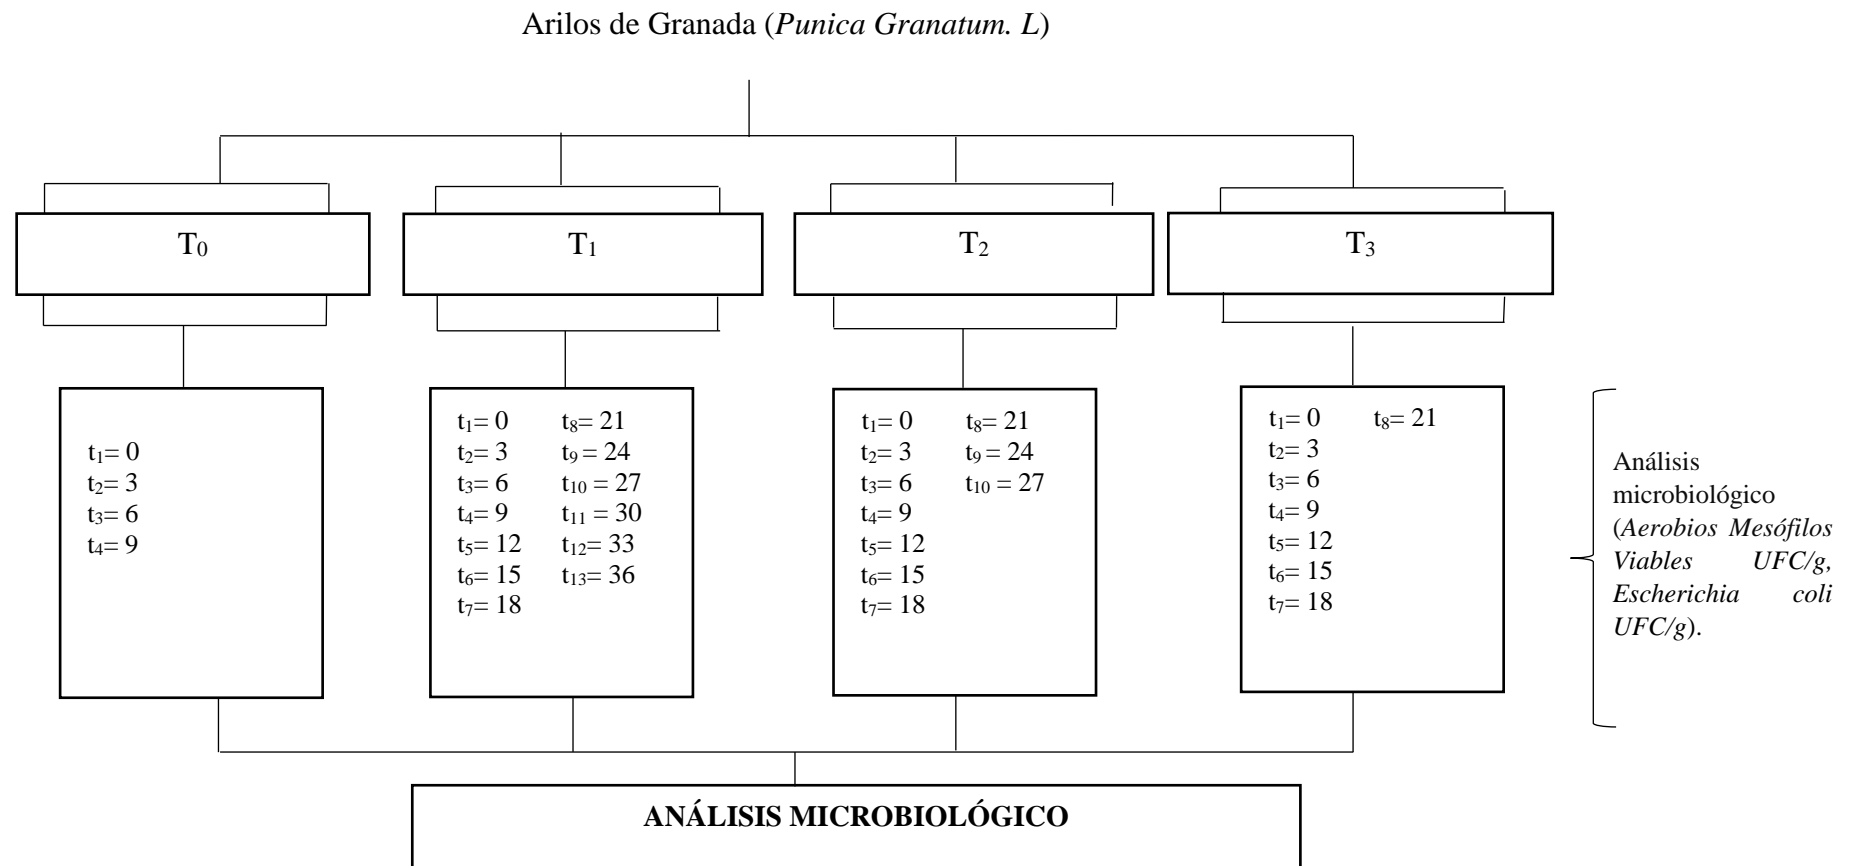 Arilos de Granada (Punica Granatum. L)
T0
T1
T2
T3
t1= 0
t2= 3
t3= 6
t4= 9
t1= 0
t2= 3
t3= 6
t4= 9
t5= 12
t6= 15
t7= 18
t8= 21
t9 = 24
t10 = 27
t11 = 30
t12= 33
t13= 36
t1= 0
t2= 3
t3= 6
t4= 9
t5= 12
t6= 15
t7= 18
t8= 21
t9 = 24
t10 = 27
t1= 0
t2= 3
t3= 6
t4= 9
t5= 12
t6= 15
t7= 18
t8= 21
Análisis
microbiológico
(Aerobios Mesófilos
Viables UFC/g,
Escherichia coli
UFC/g).
ANÁLISIS MICROBIOLÓGICO